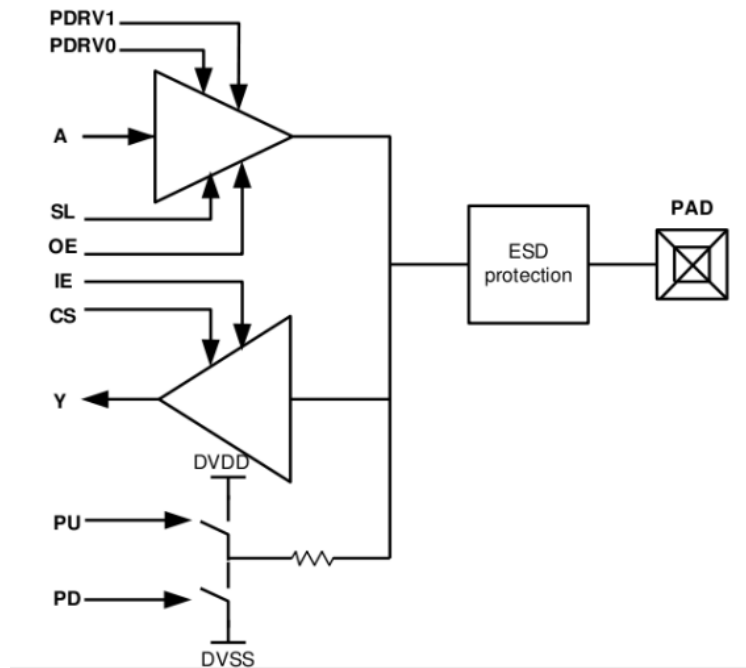 PDRV1
PDRV0
A
SL
OE
IE
CS
Y
DVDD
PU
PD
DVSS
ESD
protection
PAD